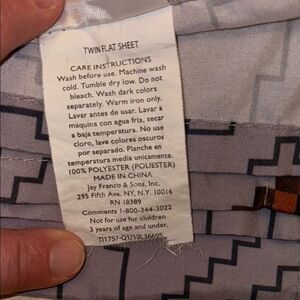 TWIN FLAT SHEET
CARE INSTRUCTIONS
Wash before use. Machine wash
cold. Tumble dry low. Do not
bleach. Wash dark colors
separately. Warm iron only.
Lavar antes de usar. Lavar a
maquina con agua fria, secar
a baja temperatura. No use
cloro, lave colores oscuros
por separado. Planche en
temperatura media unicamente.
100% POLYESTER (POLIESTER)
MADE IN CHINA
Jay Franco & Sons, Inc.
295 Fifth Ave. NY, N.Y. 10016
RN 18389
Comments 1-800-344-3022
Not for use for children
3 years of age and under.
TI1757-Q1/19L36695